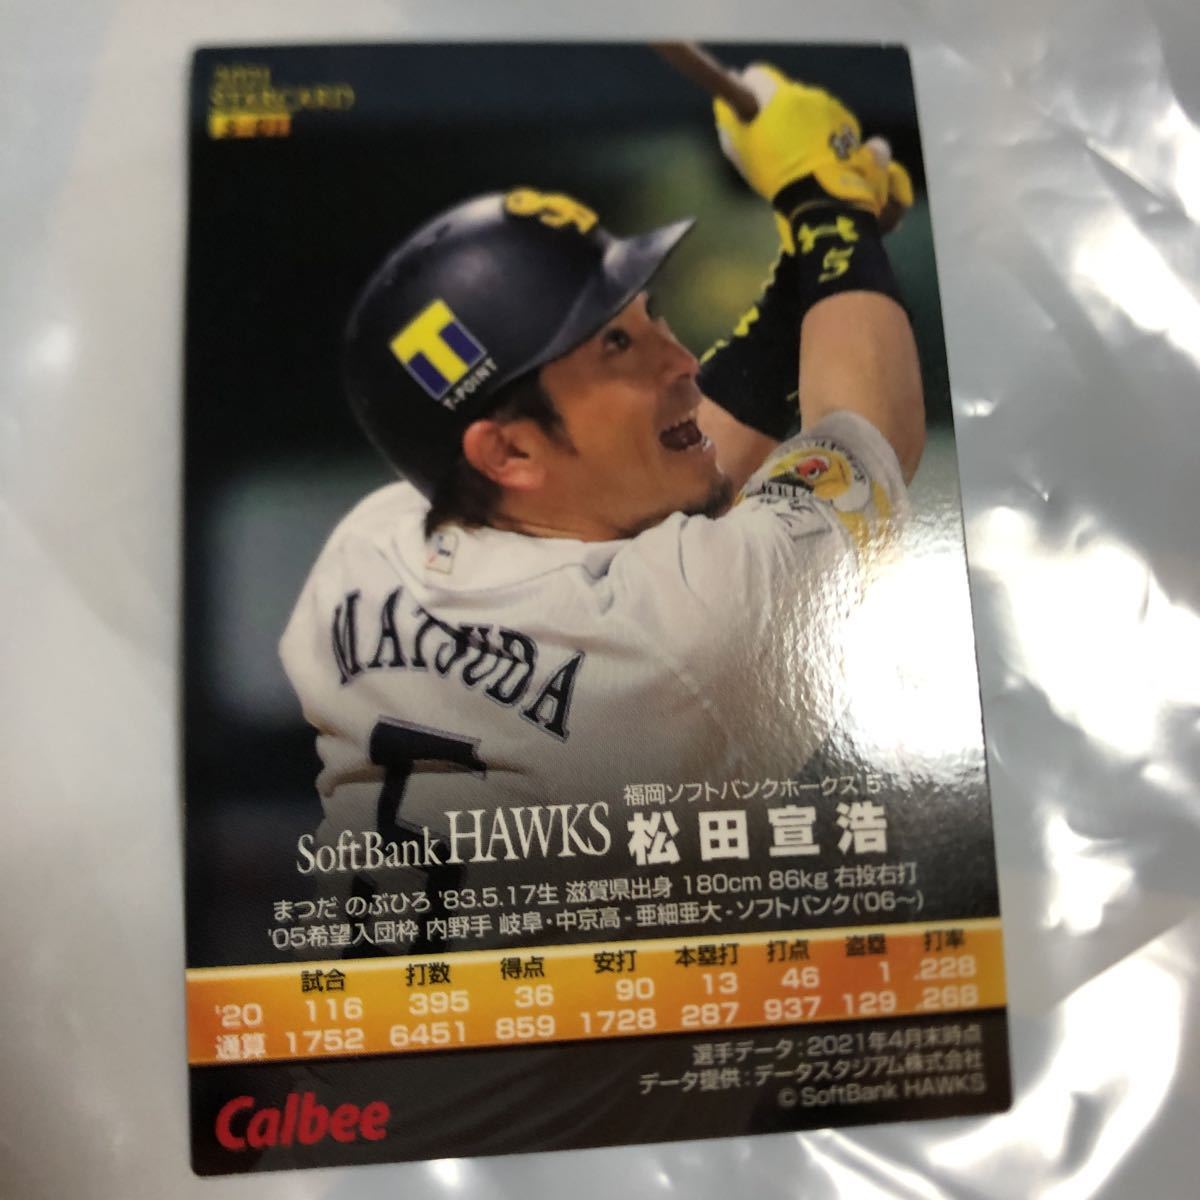 2021
STARCARD
T-POINT
5
MATSUDA
5
福岡ソフトバンクホークス 5
SoftBank HAWKS 松田宣浩
まつだ のぶひろ '83.5.17生 滋賀県出身 180cm 86kg 右投右打
'05希望入団枠 内野手 岐阜・中京高-亜細亜大-ソフトバンク('06〜)
試合 打数 得点 安打 本塁打 打点 盗塁 打率
'20 116 395 36 90 13 46 1 .228
通算 1752 6451 859 1728 287 937 129 .268
選手データ:2021年4月末時点
データ提供:データスタジアム株式会社
© SoftBank HAWKS
Calbee